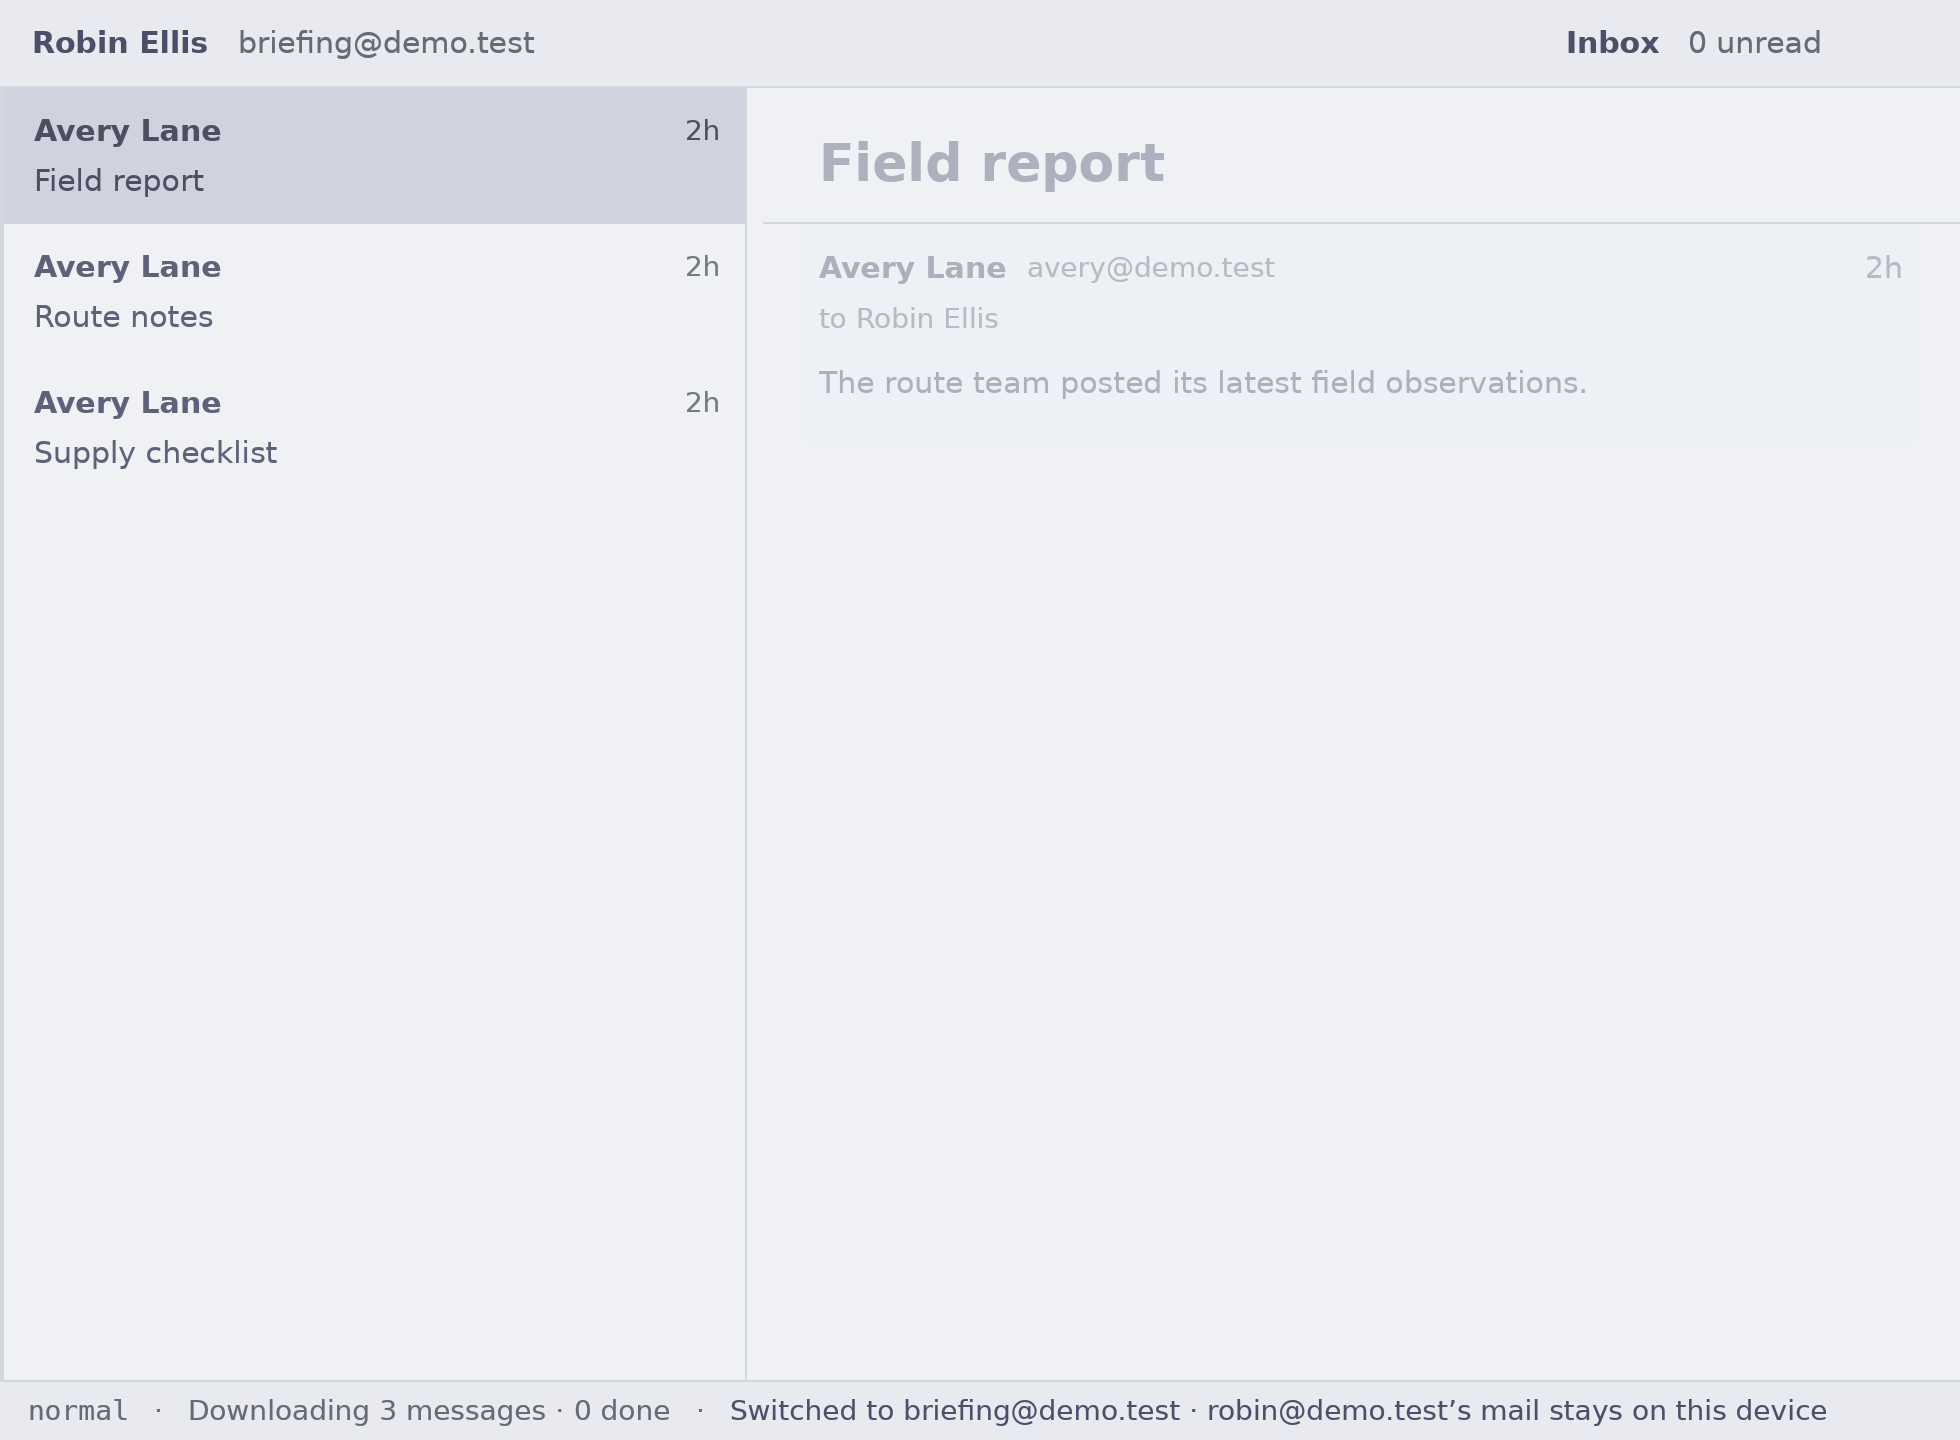 Robin Ellis briefing@demo.test Inbox 0 unread
Avery Lane 2h
Field report
Avery Lane 2h
Route notes
Avery Lane 2h
Supply checklist
Field report
Avery Lane avery@demo.test 2h
to Robin Ellis
The route team posted its latest field observations.
normal · Downloading 3 messages · 0 done · Switched to briefing@demo.test · robin@demo.test’s mail stays on this device